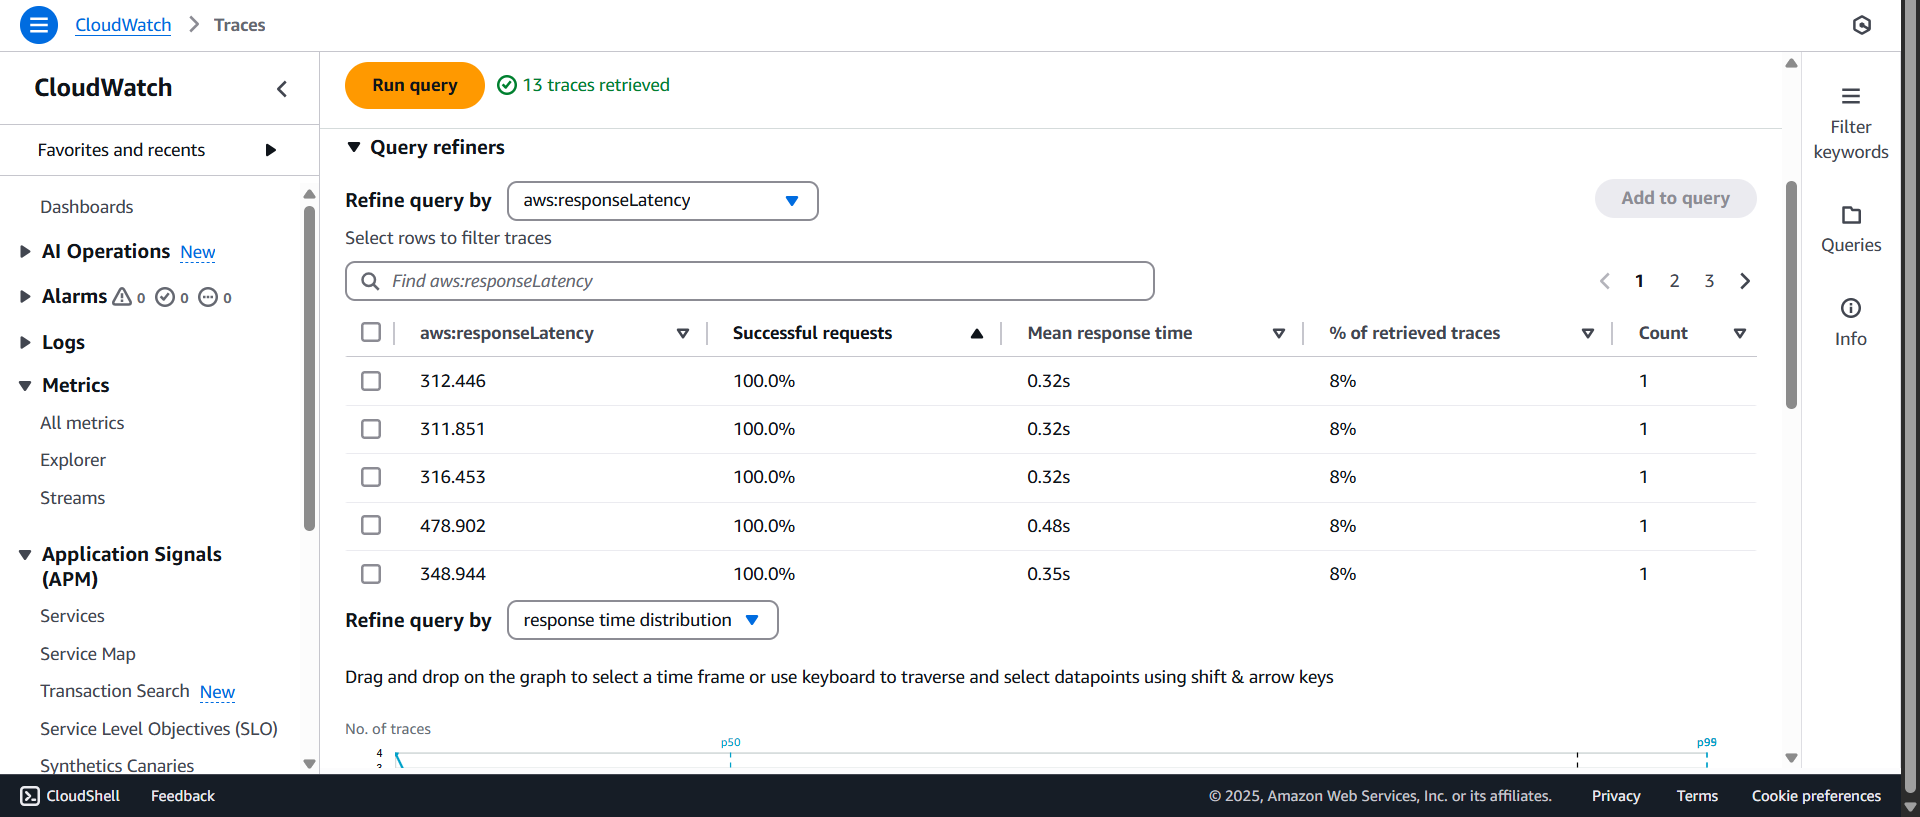 CloudWatch > Traces
CloudWatch
Favorites and recents
Dashboards
AI Operations New
Alarms 0 0 0
Logs
Metrics
All metrics
Explorer
Streams
Application Signals
(APM)
Services
Service Map
Transaction Search New
Service Level Objectives (SLO)
Synthetics Canaries
Run query 13 traces retrieved
Query refiners
Refine query by aws:responseLatency Add to query
Select rows to filter traces
Find aws:responseLatency 1 2 3
aws:responseLatency Successful requests Mean response time % of retrieved traces Count
312.446 100.0% 0.32s 8% 1
311.851 100.0% 0.32s 8% 1
316.453 100.0% 0.32s 8% 1
478.902 100.0% 0.48s 8% 1
348.944 100.0% 0.35s 8% 1
Refine query by response time distribution
Drag and drop on the graph to select a time frame or use keyboard to traverse and select datapoints using shift & arrow keys
No. of traces
p50 p99
4
3
Filter
keywords
Queries
Info
CloudShell Feedback © 2025, Amazon Web Services, Inc. or its affiliates. Privacy Terms Cookie preferences